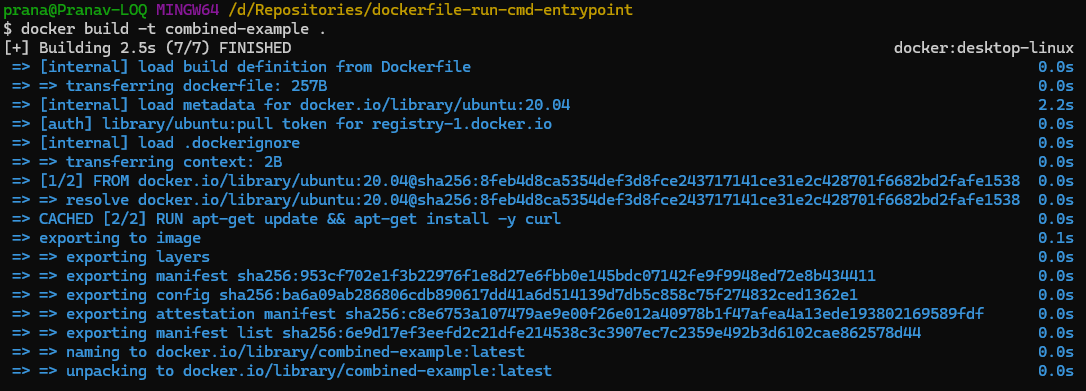 prana@Pranav-LOQ MINGW64 /d/Repositories/dockerfile-run-cmd-entrypoint
$ docker build -t combined-example .
[+] Building 2.5s (7/7) FINISHED docker:desktop-linux
=> [internal] load build definition from Dockerfile 0.0s
=> => transferring dockerfile: 257B 0.0s
=> [internal] load metadata for docker.io/library/ubuntu:20.04 2.2s
=> [auth] library/ubuntu:pull token for registry-1.docker.io 0.0s
=> [internal] load .dockerignore 0.0s
=> => transferring context: 2B 0.0s
=> [1/2] FROM docker.io/library/ubuntu:20.04@sha256:8feb4d8ca5354def3d8fce243717141ce31e2c428701f6682bd2fafe1538 0.0s
=> => resolve docker.io/library/ubuntu:20.04@sha256:8feb4d8ca5354def3d8fce243717141ce31e2c428701f6682bd2fafe1538 0.0s
=> CACHED [2/2] RUN apt-get update && apt-get install -y curl 0.0s
=> exporting to image 0.1s
=> => exporting layers 0.0s
=> => exporting manifest sha256:953cf702e1f3b22976f1e8d27e6fbb0e145bdc07142fe9f9948ed72e8b434411 0.0s
=> => exporting config sha256:ba6a09ab286806cdb890617dd41a6d514139d7db5c858c75f274832ced1362e1 0.0s
=> => exporting attestation manifest sha256:c8e6753a107479ae9e00f26e012a40978b1f47afea4a13ede193802169589fdf 0.0s
=> => exporting manifest list sha256:6e9d17ef3eefd2c21dfe214538c3c3907ec7c2359e492b3d6102cae862578d44 0.0s
=> => naming to docker.io/library/combined-example:latest 0.0s
=> => unpacking to docker.io/library/combined-example:latest 0.0s